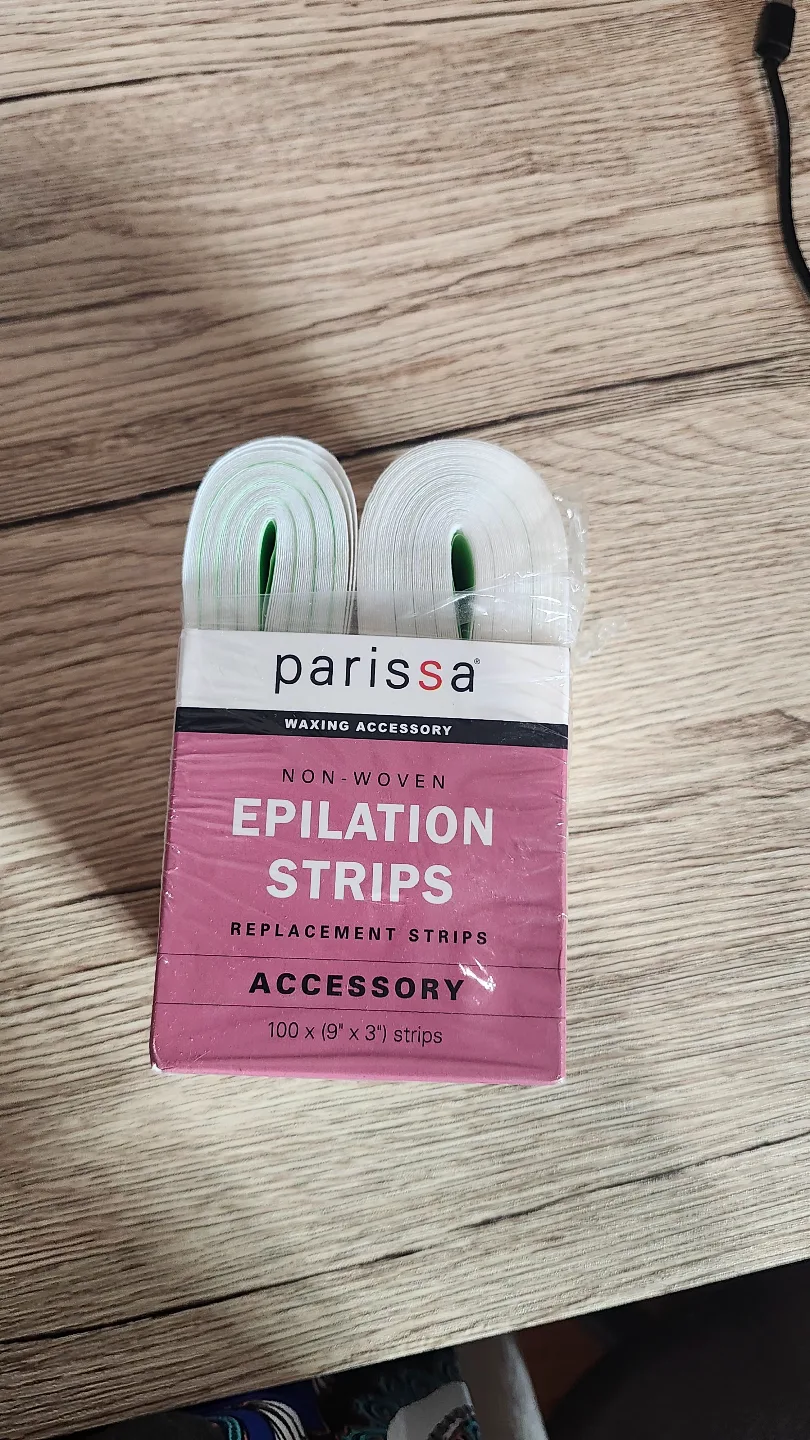 parissa®
WAXING ACCESSORY
NON-WOVEN
EPILATION
STRIPS
REPLACEMENT STRIPS
ACCESSORY
100 x (9" x 3") strips